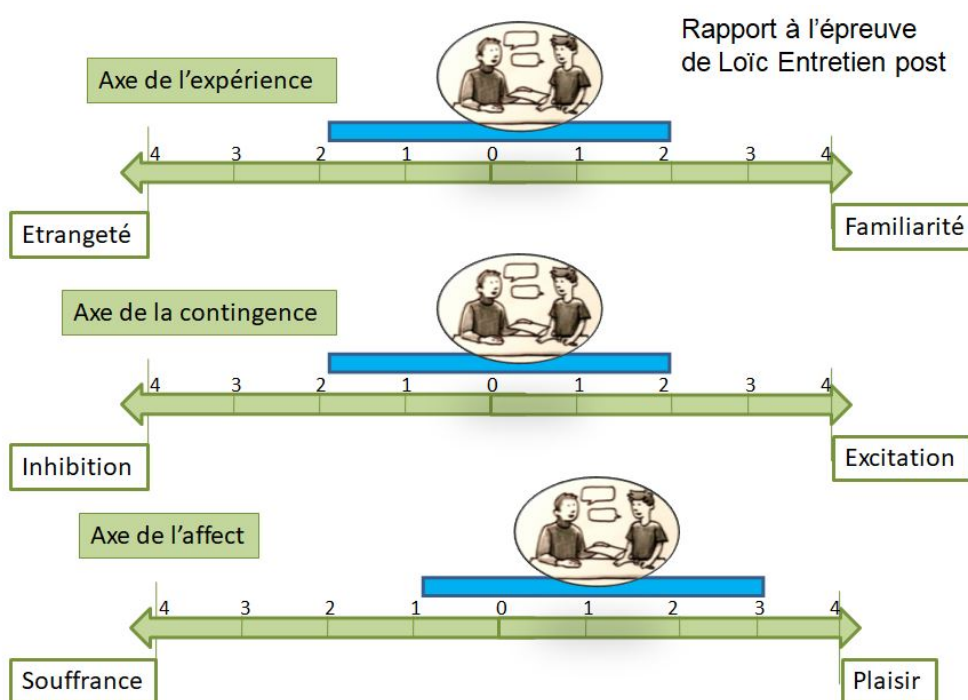 Rapport à l’épreuve
de Loïc Entretien post
Axe de l’expérience
4 3 2 1 0 1 2 3 4
Etrangeté
Familiarité
Axe de la contingence
4 3 2 1 0 1 2 3 4
Inhibition
Excitation
Axe de l’affect
4 3 2 1 0 1 2 3 4
Souffrance
Plaisir